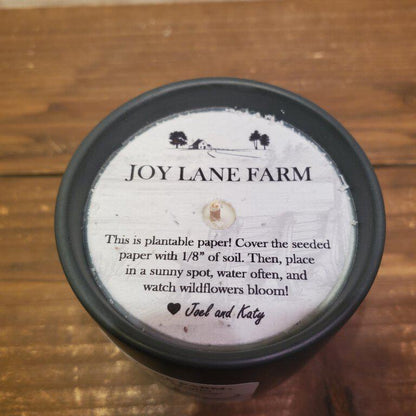 JOY LANE FARM
This is plantable paper! Cover the seeded
paper with 1/8" of soil. Then, place
in a sunny spot, water often, and
watch wildflowers bloom!
♥ Joel and Katy